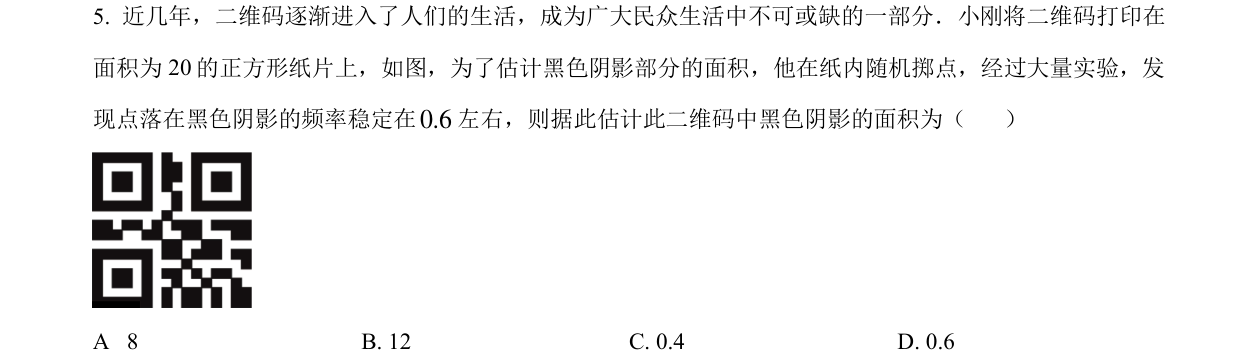 5. 近几年，二维码逐渐进入了人们的生活，成为广大民众生活中不可或缺的一部分．小刚将二维码打印在
面积为 20 的正方形纸片上，如图，为了估计黑色阴影部分的面积，他在纸内随机掷点，经过大量实验，发
现点落在黑色阴影的频率稳定在 0.6 左右，则据此估计此二维码中黑色阴影的面积为（ ）
A 8 B. 12 C. 0.4 D. 0.6